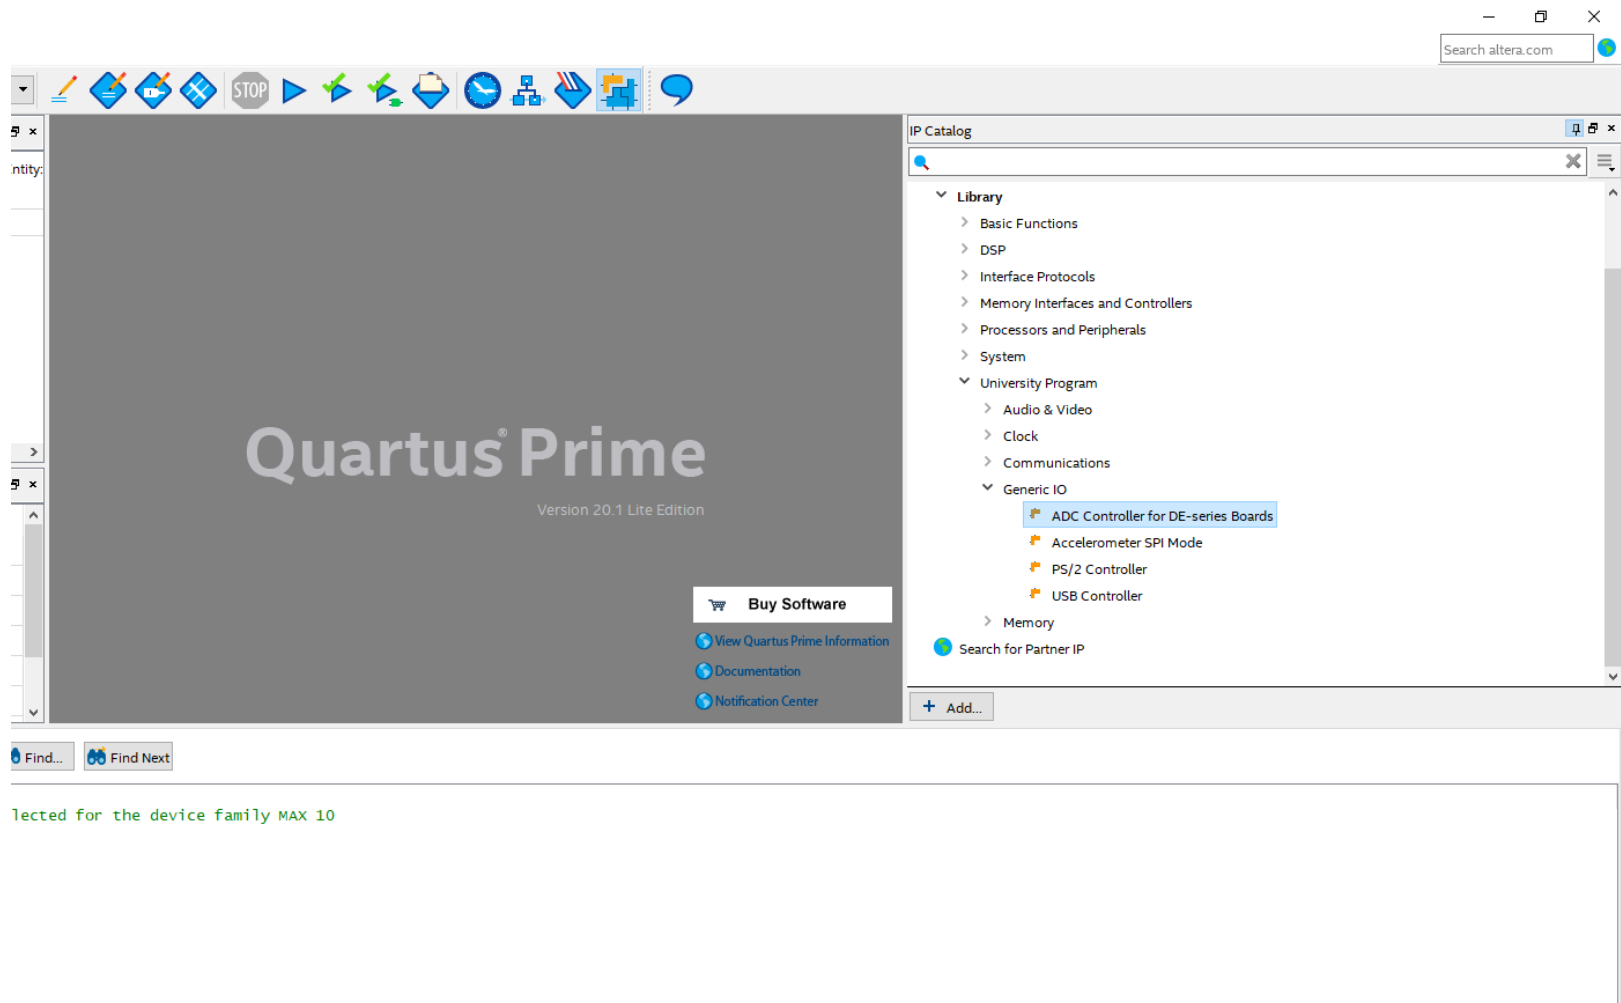 Search altera.com
STOP
IP Catalog
ntity:
Library
Basic Functions
DSP
Interface Protocols
Memory Interfaces and Controllers
Processors and Peripherals
System
University Program
Audio & Video
Clock
Communications
Generic IO
ADC Controller for DE-series Boards
Accelerometer SPI Mode
PS/2 Controller
USB Controller
Memory
Search for Partner IP
+ Add...
Quartus® Prime
Version 20.1 Lite Edition
Buy Software
View Quartus Prime Information
Documentation
Notification Center
Find...
Find Next
lected for the device family MAX 10